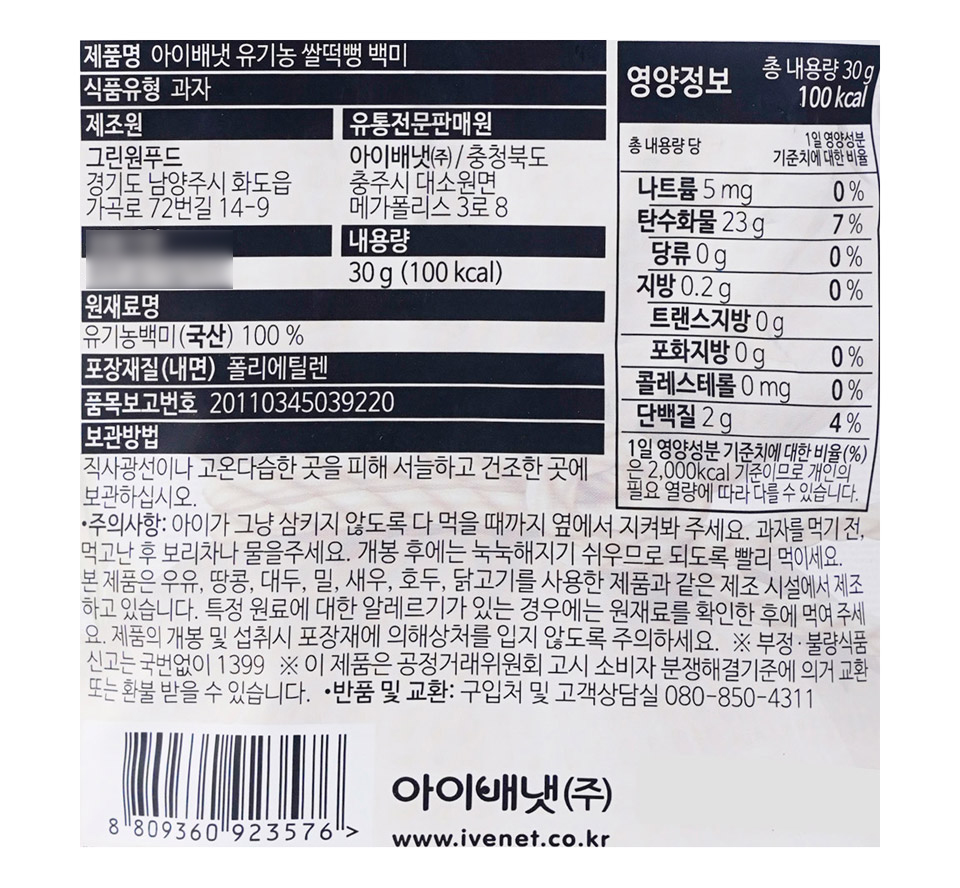 제품명 아이배냇 유기농 쌀떡뻥 백미
식품유형 과자
제조원
그린원푸드
경기도 남양주시 화도읍
가곡로 72번길 14-9
유통전문판매원
아이배냇(주) / 충청북도
충주시 대소원면
메가폴리스 3로 8
내용량
30 g (100 kcal)
원재료명
유기농백미(국산) 100 %
포장재질(내면) 폴리에틸렌
품목보고번호 20110345039220
보관방법
직사광선이나 고온다습한 곳을 피해 서늘하고 건조한 곳에
보관하십시오.
영양정보
총 내용량 30 g
100 kcal
총 내용량 당
1일 영양성분
기준치에 대한 비율
나트륨 5 mg 0 %
탄수화물 23 g 7 %
당류 0 g 0 %
지방 0.2 g 0 %
트랜스지방 0 g
포화지방 0 g 0 %
콜레스테롤 0 mg 0 %
단백질 2 g 4 %
1일 영양성분 기준치에 대한 비율(%)
은 2,000kcal 기준이므로 개인의
필요 열량에 따라 다를 수 있습니다.
•주의사항: 아이가 그냥 삼키지 않도록 다 먹을 때까지 옆에서 지켜봐 주세요. 과자를 먹기 전,
먹고난 후 보리차나 물을주세요. 개봉 후에는 눅눅해지기 쉬우므로 되도록 빨리 먹이세요.
본 제품은 우유, 땅콩, 대두, 밀, 새우, 호두, 닭고기를 사용한 제품과 같은 제조 시설에서 제조
하고 있습니다. 특정 원료에 대한 알레르기가 있는 경우에는 원재료를 확인한 후에 먹여 주세
요. 제품의 개봉 및 섭취시 포장재에 의해상처를 입지 않도록 주의하세요. ※ 부정·불량식품
신고는 국번없이 1399 ※ 이 제품은 공정거래위원회 고시 소비자 분쟁해결기준에 의거 교환
또는 환불 받을 수 있습니다. •반품 및 교환: 구입처 및 고객상담실 080-850-4311
8 809360 923576 >
아이배냇(주)
www.ivenet.co.kr